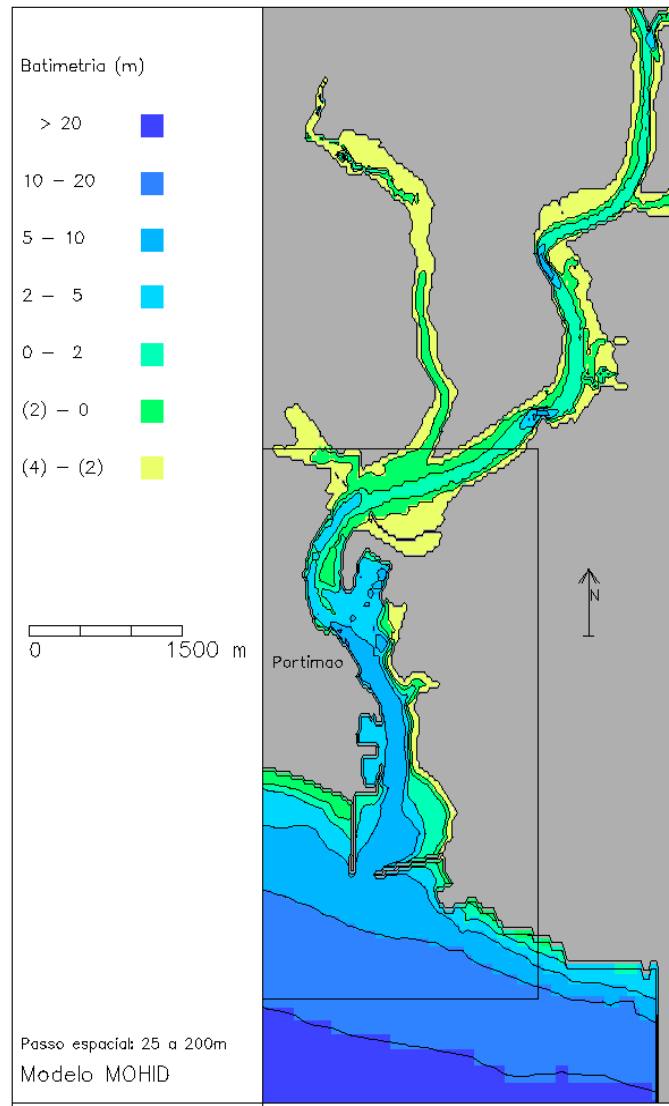 Batimetria (m)
> 20
10 - 20
5 - 10
2 - 5
0 - 2
(2) - 0
(4) - (2)
N
0 1500 m
Portimao
Passo espacial: 25 a 200m
Modelo MOHID